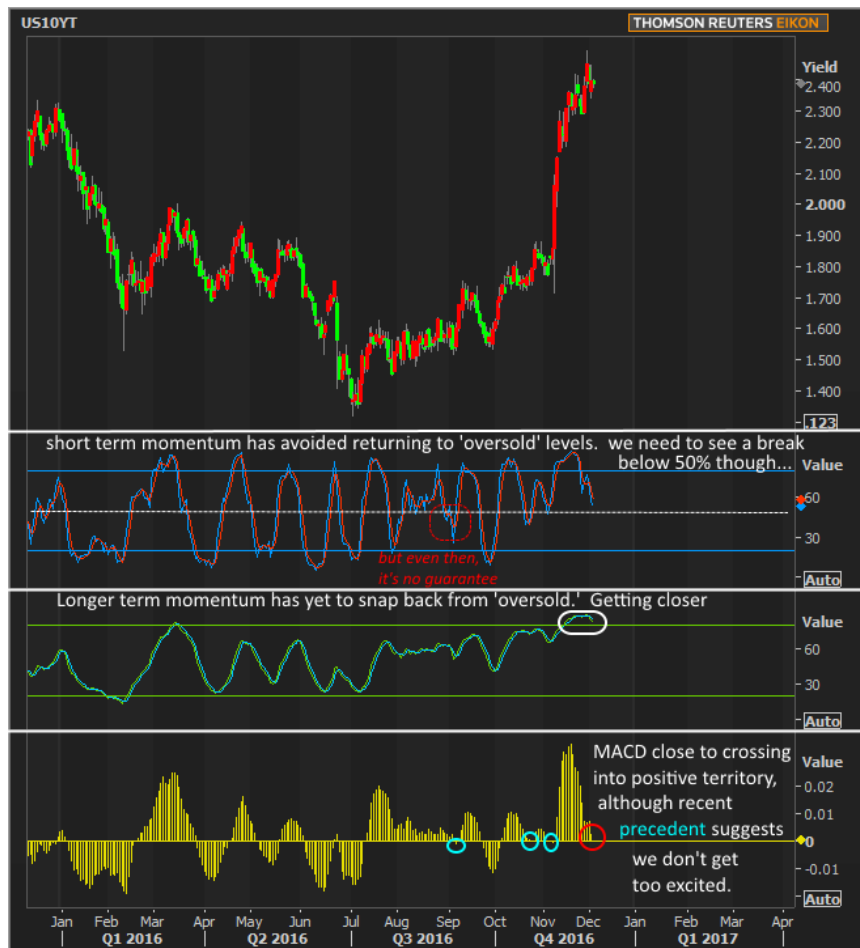 US10YT
THOMSON REUTERS EIKON
Yield
2.400
2.300
2.200
2.100
2.000
1.900
1.800
1.700
1.600
1.500
1.400
.123
short term momentum has avoided returning to 'oversold' levels.  we need to see a break
below 50% though...
Value
60
30
but even then,
it's no guarantee
Auto
Longer term momentum has yet to snap back from 'oversold.'  Getting closer
Value
60
30
Auto
MACD close to crossing
into positive territory,
although recent
precedent suggests
we don't get
too excited.
Value
0.02
0.01
0
-0.01
Auto
Jan Feb Mar Apr May Jun Jul Aug Sep Oct Nov Dec Jan Feb Mar Apr
Q1 2016 Q2 2016 Q3 2016 Q4 2016 Q1 2017